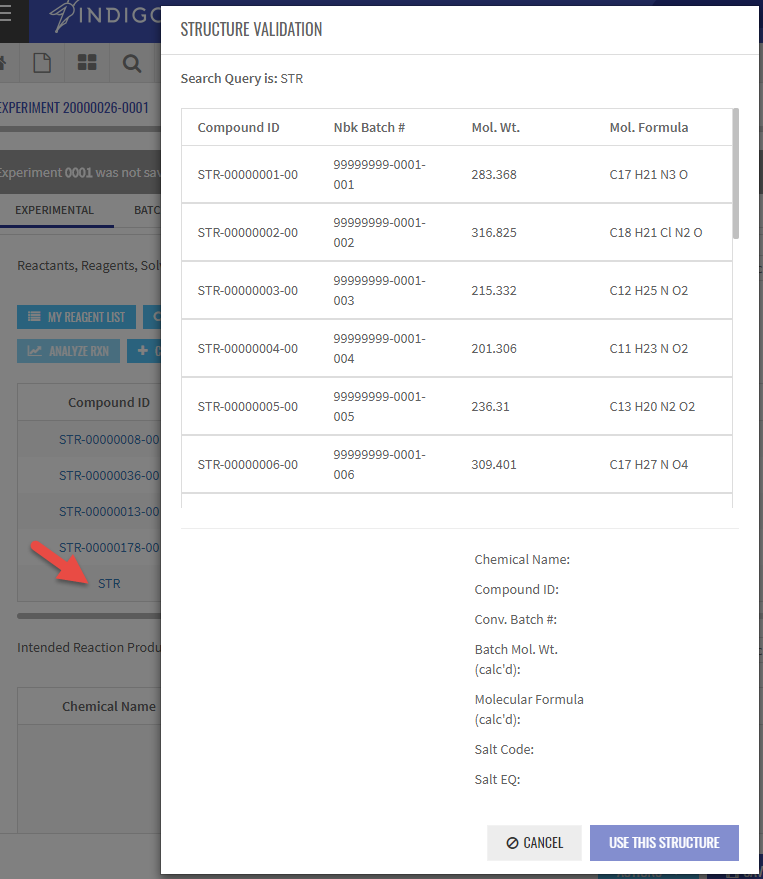 INDIGO
STRUCTURE VALIDATION
Search Query is: STR
EXPERIMENT 20000026-0001
Experiment 0001 was not sav
EXPERIMENTAL BATC
Reactants, Reagents, Sol
MY REAGENT LIST
ANALYZE RXN
Compound ID
STR-00000008-00
STR-00000036-00
STR-00000013-00
STR-00000178-00
STR
Intended Reaction Produ
Chemical Name
Compound ID Nbk Batch # Mol. Wt. Mol. Formula
STR-00000001-00 99999999-0001-001 283.368 C17 H21 N3 O
STR-00000002-00 99999999-0001-002 316.825 C18 H21 Cl N2 O
STR-00000003-00 99999999-0001-003 215.332 C12 H25 N O2
STR-00000004-00 99999999-0001-004 201.306 C11 H23 N O2
STR-00000005-00 99999999-0001-005 236.31 C13 H20 N2 O2
STR-00000006-00 99999999-0001-006 309.401 C17 H27 N O4
Chemical Name:
Compound ID:
Conv. Batch #:
Batch Mol. Wt.
(calc'd):
Molecular Formula
(calc'd):
Salt Code:
Salt EQ:
CANCEL USE THIS STRUCTURE